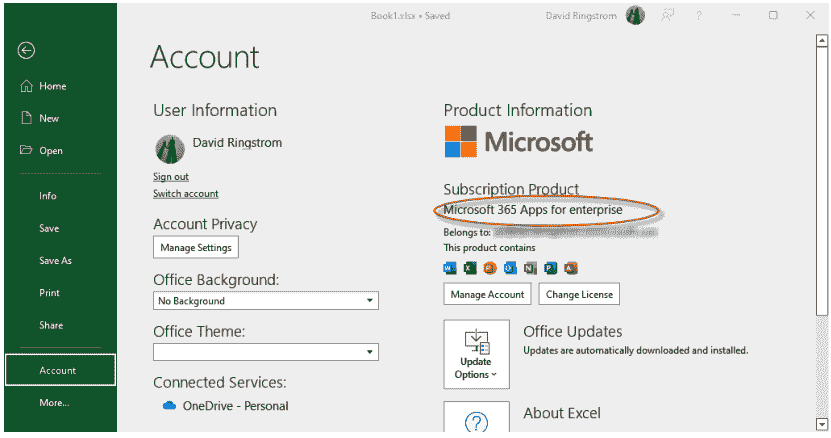 Book1.xlsx • Saved
David Ringstrom
?
Account
Home
New
Open
Info
Save
Save As
Print
Share
Account
More...
User Information
David Ringstrom
Sign out
Switch account
Account Privacy
Manage Settings
Office Background:
No Background
Office Theme:
Connected Services:
OneDrive - Personal
Product Information
Microsoft
Subscription Product
Microsoft 365 Apps for enterprise
Belongs to:
This product contains
Manage Account
Change License
Update
Options
Office Updates
Updates are automatically downloaded and installed.
?
About Excel